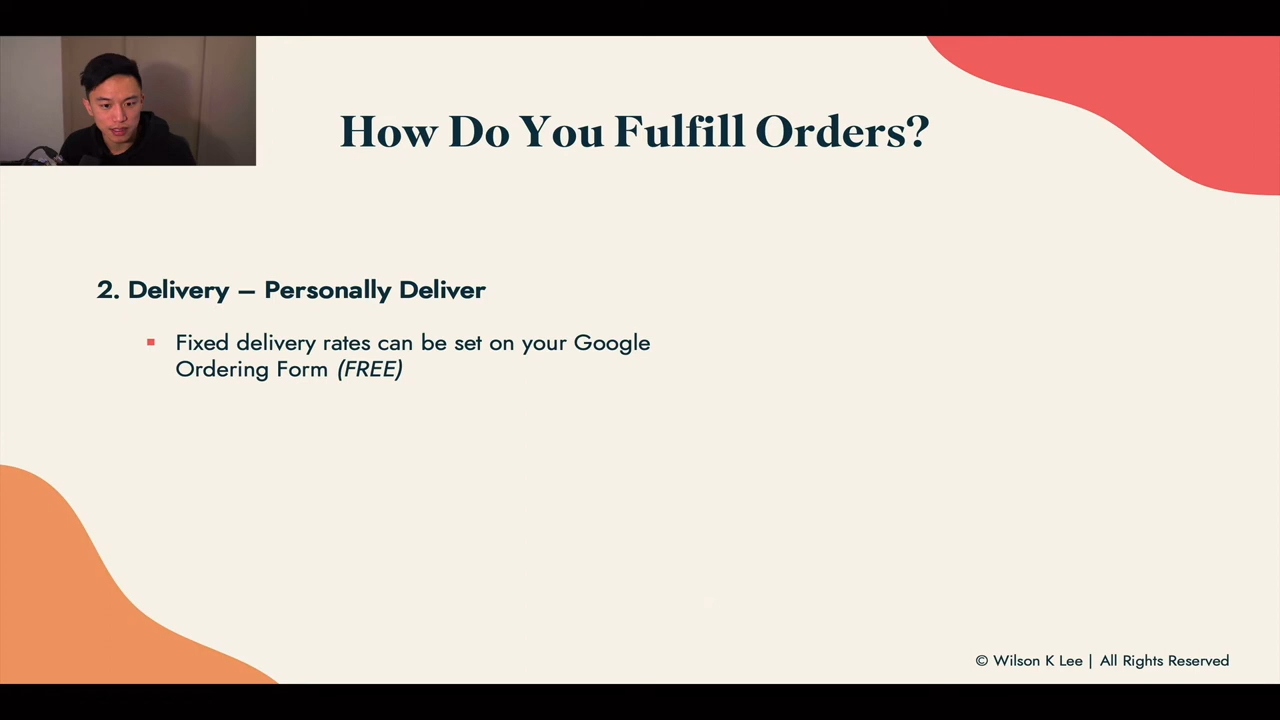 How Do You Fulfill Orders?
2. Delivery – Personally Deliver
Fixed delivery rates can be set on your Google
Ordering Form (FREE)
© Wilson K Lee | All Rights Reserved